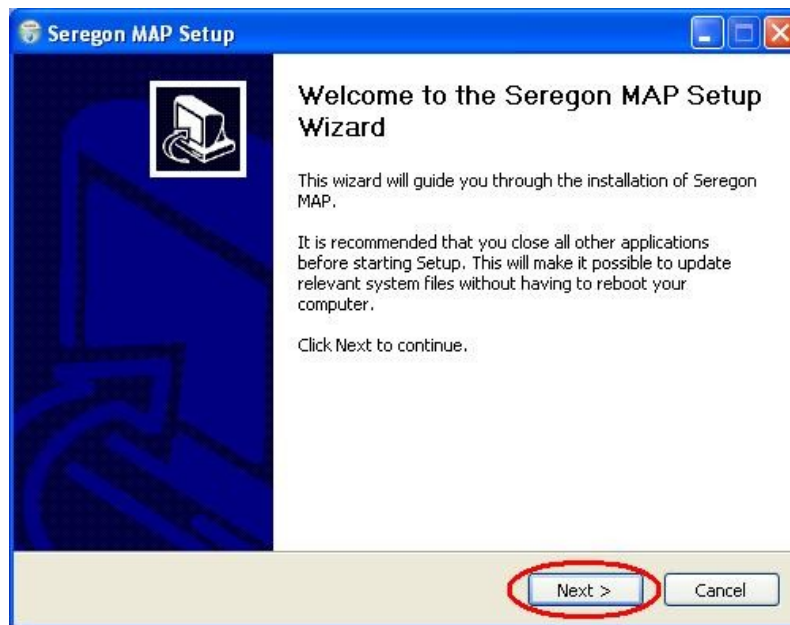 Seregon MAP Setup
Welcome to the Seregon MAP Setup
Wizard
This wizard will guide you through the installation of Seregon
MAP.
It is recommended that you close all other applications
before starting Setup. This will make it possible to update
relevant system files without having to reboot your
computer.
Click Next to continue.
Next >
Cancel